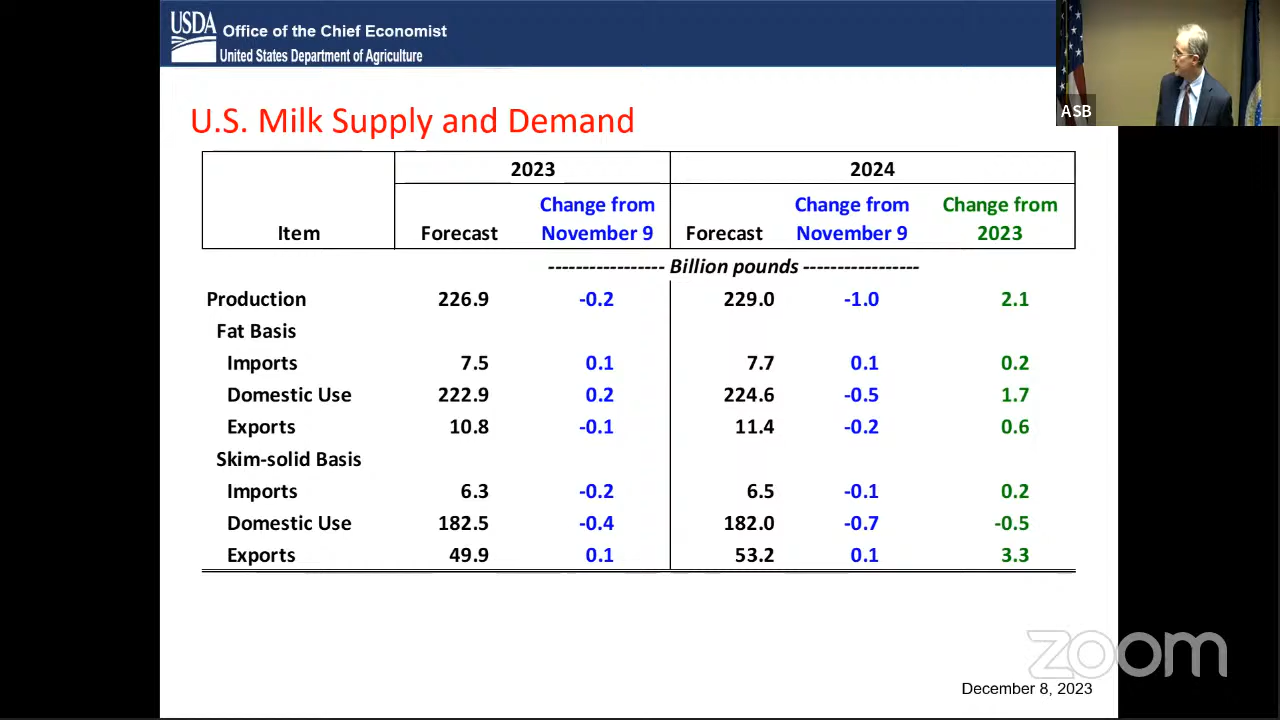 USDA Office of the Chief Economist
United States Department of Agriculture
ASB
U.S. Milk Supply and Demand
2023 2024
Change from Change from Change from
Item Forecast November 9 Forecast November 9 2023
----------------- Billion pounds -----------------
Production 226.9 -0.2 229.0 -1.0 2.1
Fat Basis
Imports 7.5 0.1 7.7 0.1 0.2
Domestic Use 222.9 0.2 224.6 -0.5 1.7
Exports 10.8 -0.1 11.4 -0.2 0.6
Skim-solid Basis
Imports 6.3 -0.2 6.5 -0.1 0.2
Domestic Use 182.5 -0.4 182.0 -0.7 -0.5
Exports 49.9 0.1 53.2 0.1 3.3
zoom
December 8, 2023